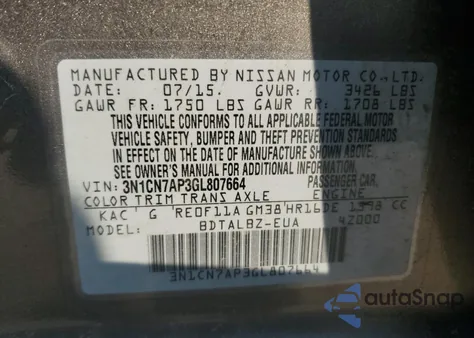 MANUFACTURED BY NISSAN MOTOR CO., LTD.
DATE: 07/15. GVWR: 3426 LBS
GAWR FR: 1750 LBS GAWR RR: 1708 LBS
THIS VEHICLE CONFORMS TO ALL APPLICABLE FEDERAL MOTOR
VEHICLE SAFETY, BUMPER AND THEFT PREVENTION STANDARDS
IN EFFECT ON THE DATE OF MANUFACTURE SHOWN ABOVE. SEE
OWNER'S MANUAL FOR ADDITIONAL INFORMATION.
VIN: 3N1CN7AP3GL807664 PASSENGER CAR.
COLOR TRIM TRANS AXLE ENGINE
KAC G RE0F11A GM38 HR16DE 1598 CC
BDTALBZ-EUA 42000
3N1CN7AP3GL807664
autoSnap